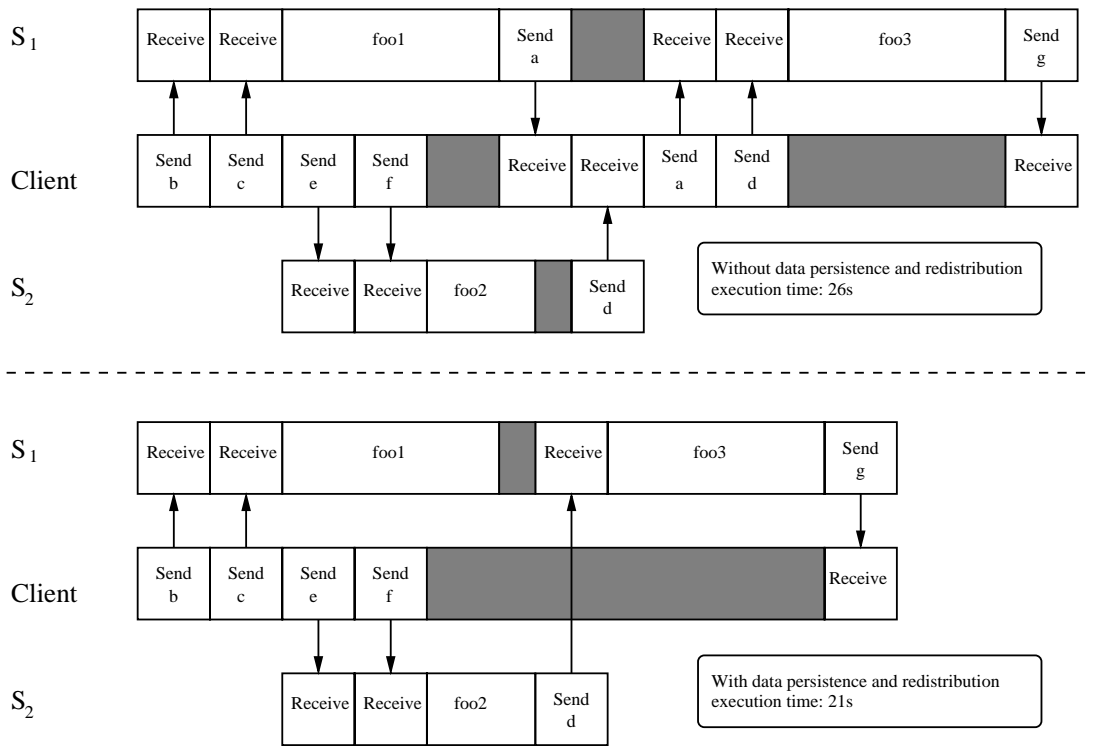 S1 Receive Receive foo1 Send a Receive Receive foo3 Send g
Client Send b Send c Send e Send f Receive Receive Send a Send d Receive
S2 Receive Receive foo2 Send d
Without data persistence and redistribution
execution time: 26s
S1 Receive Receive foo1 Receive foo3 Send g
Client Send b Send c Send e Send f Receive
S2 Receive Receive foo2 Send d
With data persistence and redistribution
execution time: 21s